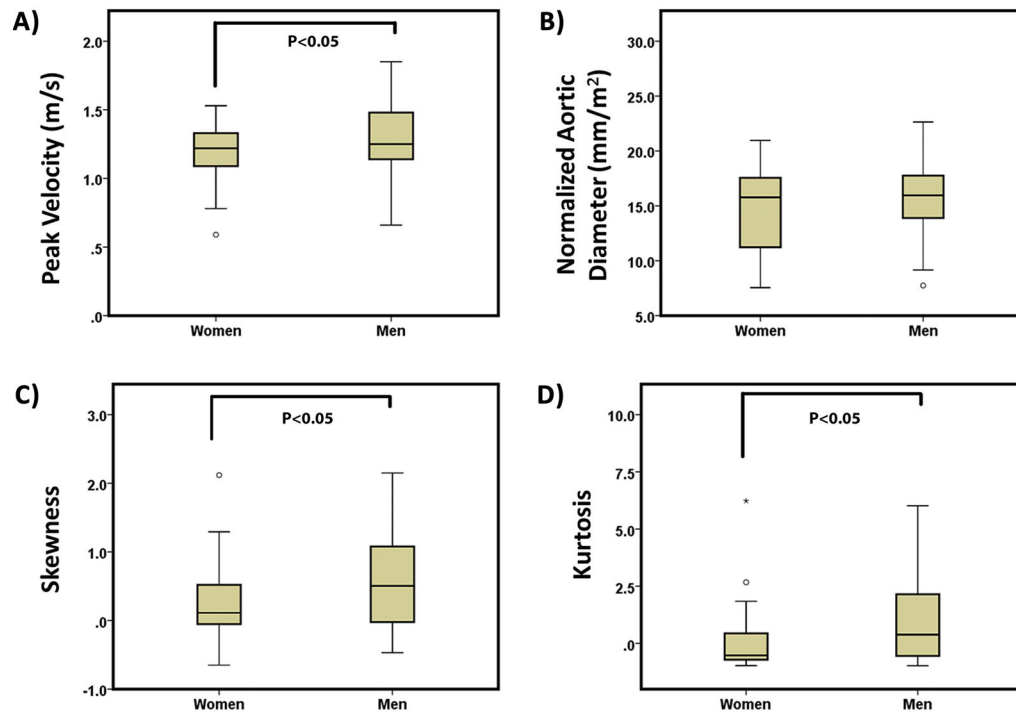 A)
Peak Velocity (m/s)
2.0
1.5
1.0
.5
.0
P<0.05
Women
Men
B)
Normalized Aortic
Diameter (mm/m²)
30.0
25.0
20.0
15.0
10.0
5.0
Women
Men
C)
Skewness
3.0
2.0
1.0
.0
-1.0
P<0.05
Women
Men
D)
Kurtosis
10.0
7.5
5.0
2.5
.0
P<0.05
Women
Men